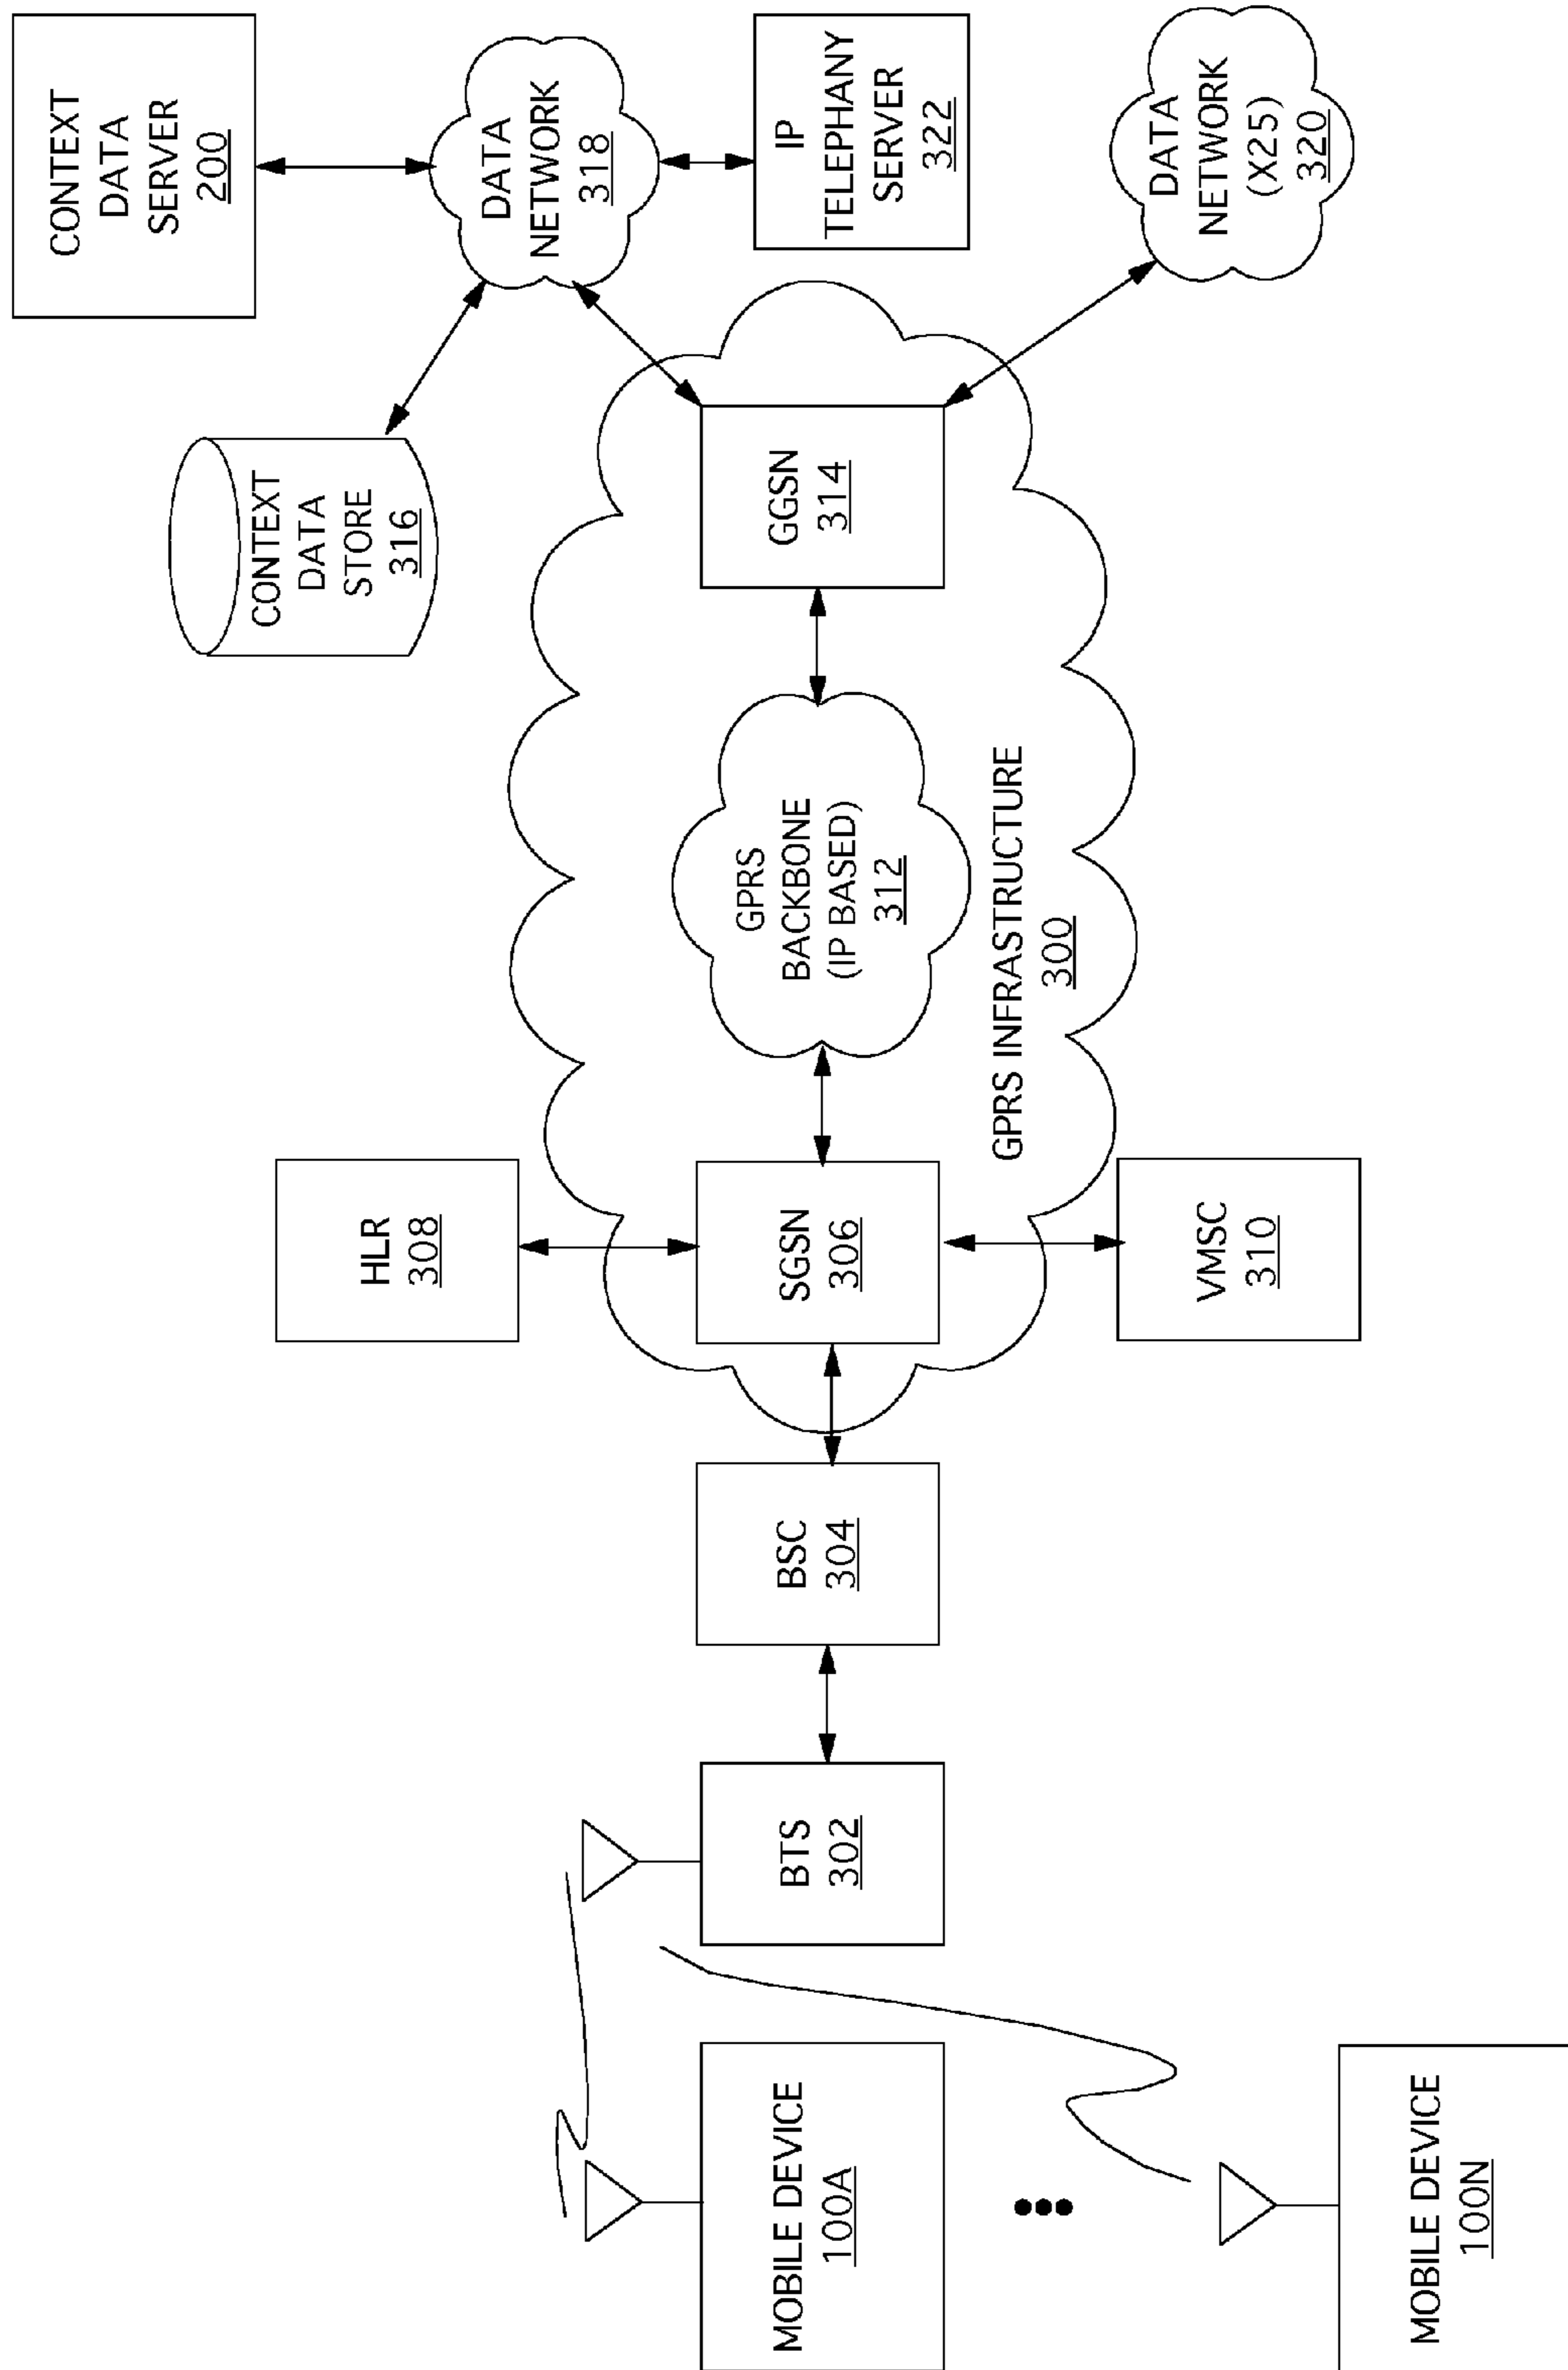 CONTEXT
DATA
SERVER
200
DATA
NETWORK
318
IP
TELEPHANY
SERVER
322
DATA
NETWORK
(X25)
320
CONTEXT
DATA
STORE
316
GGSN
314
GPRS
BACKBONE
(IP BASED)
312
GPRS INFRASTRUCTURE
300
HLR
308
SGSN
306
VMSC
310
BSC
304
BTS
302
MOBILE DEVICE
100A
MOBILE DEVICE
100N